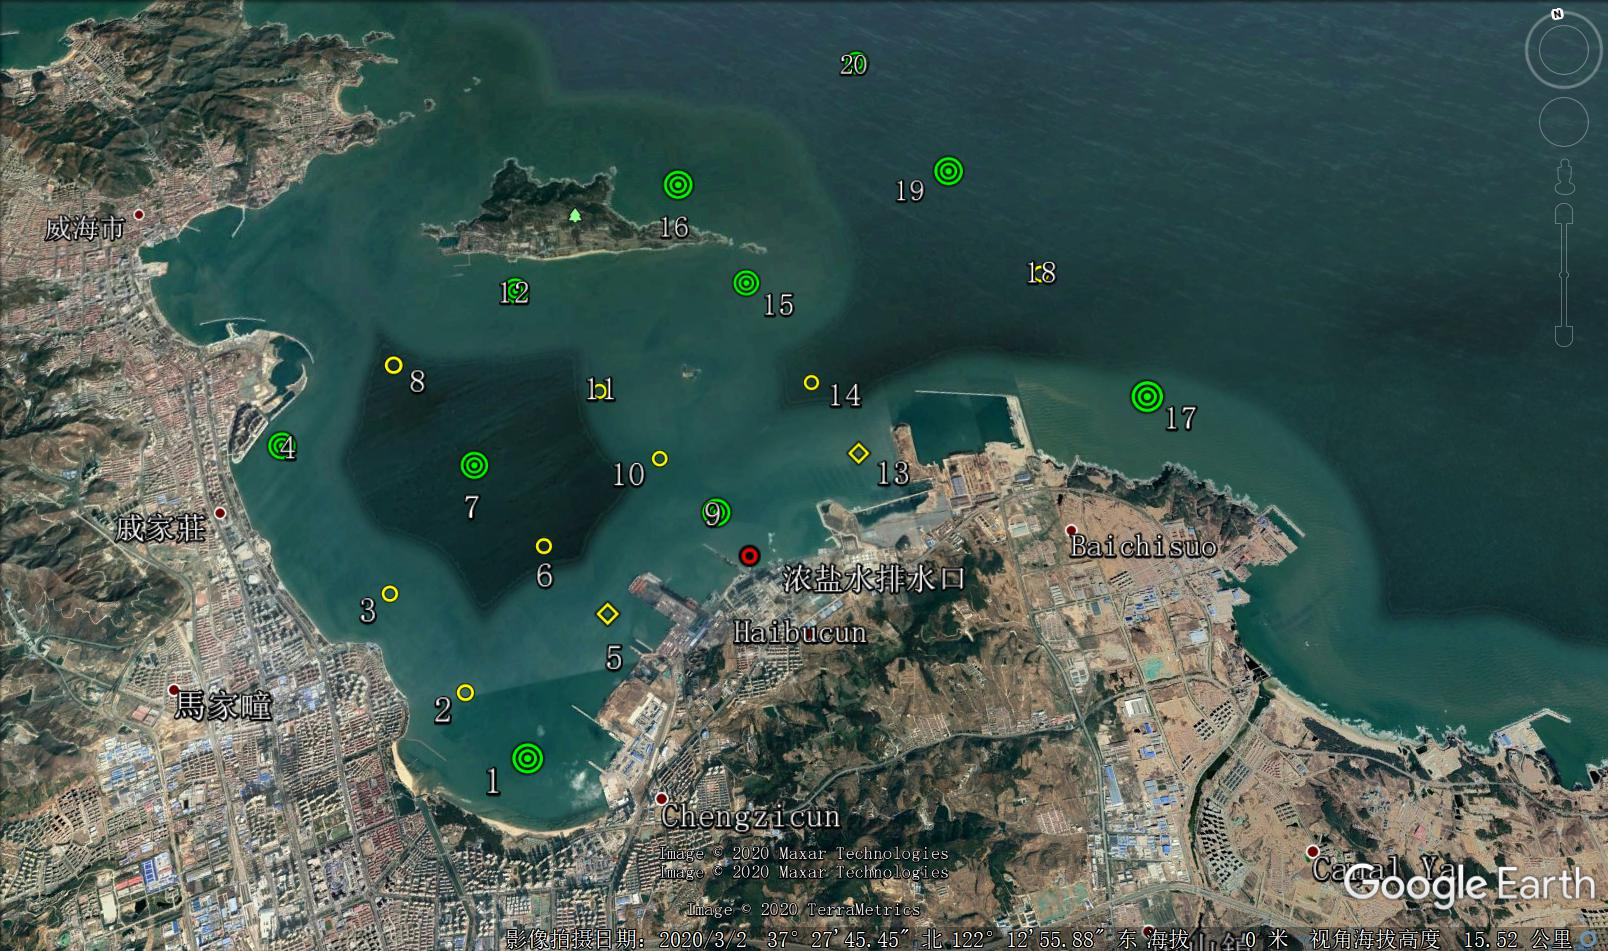 N
20
19
16
威海市
18
12
15
8
11
14
17
4
10
13
7
9
戚家莊
Baichisuo
6
浓盐水排水口
3
Haibucun
5
馬家疃
2
1
Chengzicun
Image © 2020 Maxar Technologies
Image © 2020 Maxar Technologies
Canal Ya
Google Earth
Image © 2020 TerraMetrics
影像拍摄日期: 2020/3/2 37°27'45.45" 北 122°12'55.88" 东 海拔 0 米 视角海拔高度 15.52 公里